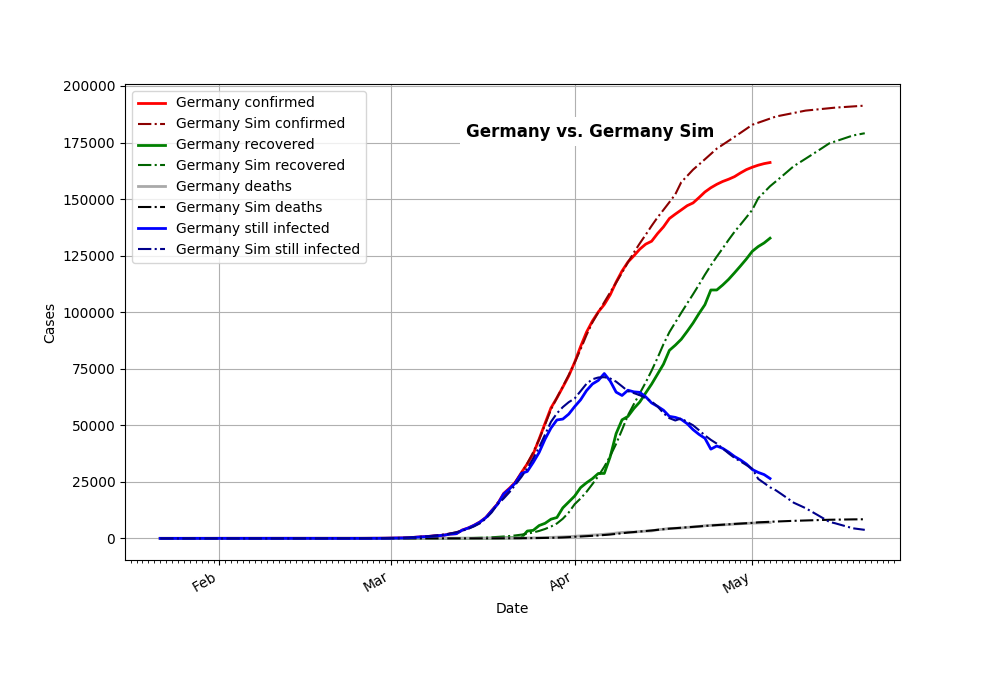 Germany vs. Germany Sim
Germany confirmed
Germany Sim confirmed
Germany recovered
Germany Sim recovered
Germany deaths
Germany Sim deaths
Germany still infected
Germany Sim still infected
Cases
200000
175000
150000
125000
100000
75000
50000
25000
0
Feb
Mar
Apr
May
Date